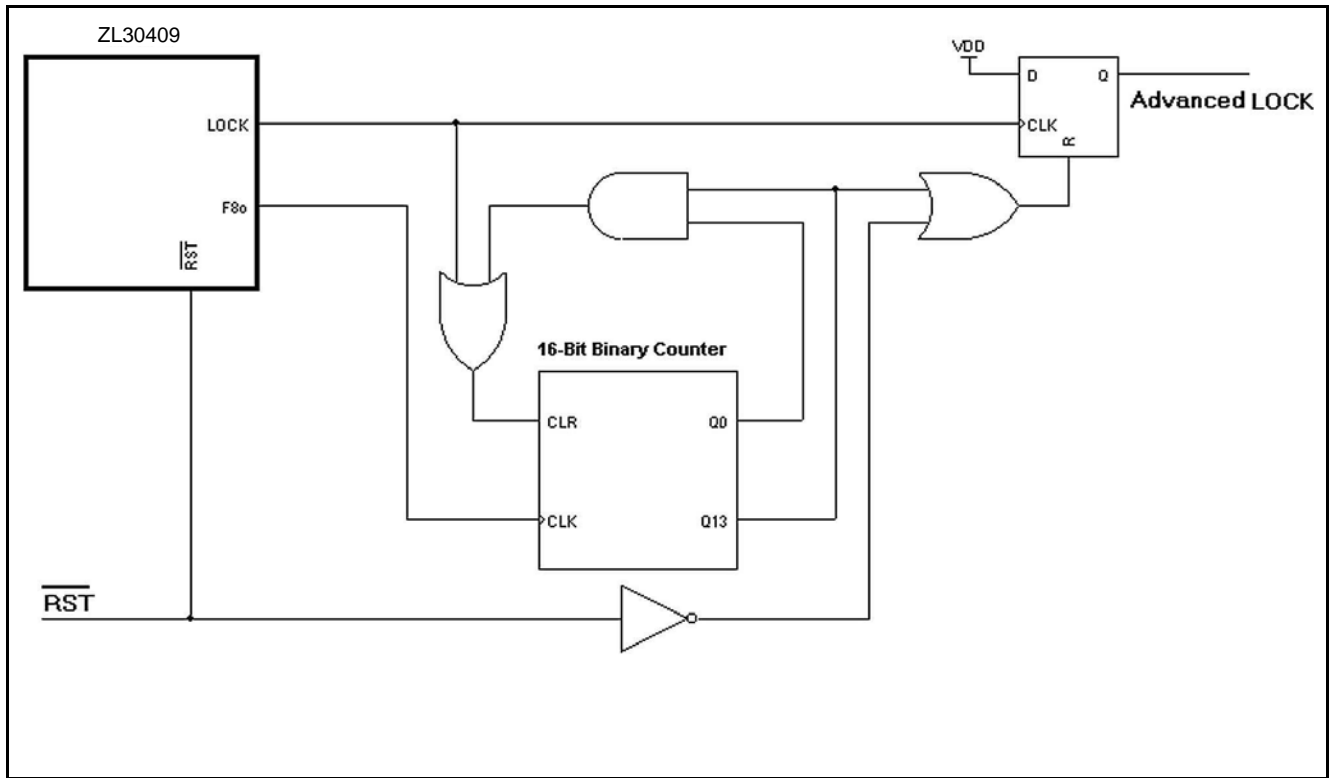 ZL30409
VDD
D
Q
Advanced LOCK
LOCK
CLK
R
F8o
RST
16-Bit Binary Counter
CLR
Q0
CLK
Q13
RST